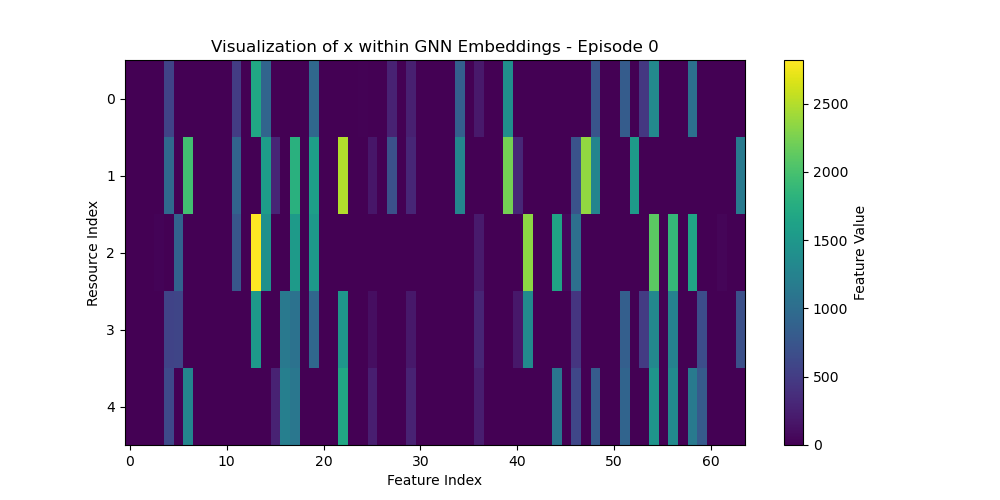 Visualization of x within GNN Embeddings - Episode 0
0
1
2
3
4
Resource Index
0 10 20 30 40 50 60
Feature Index
2500
2000
1500
1000
500
0
Feature Value